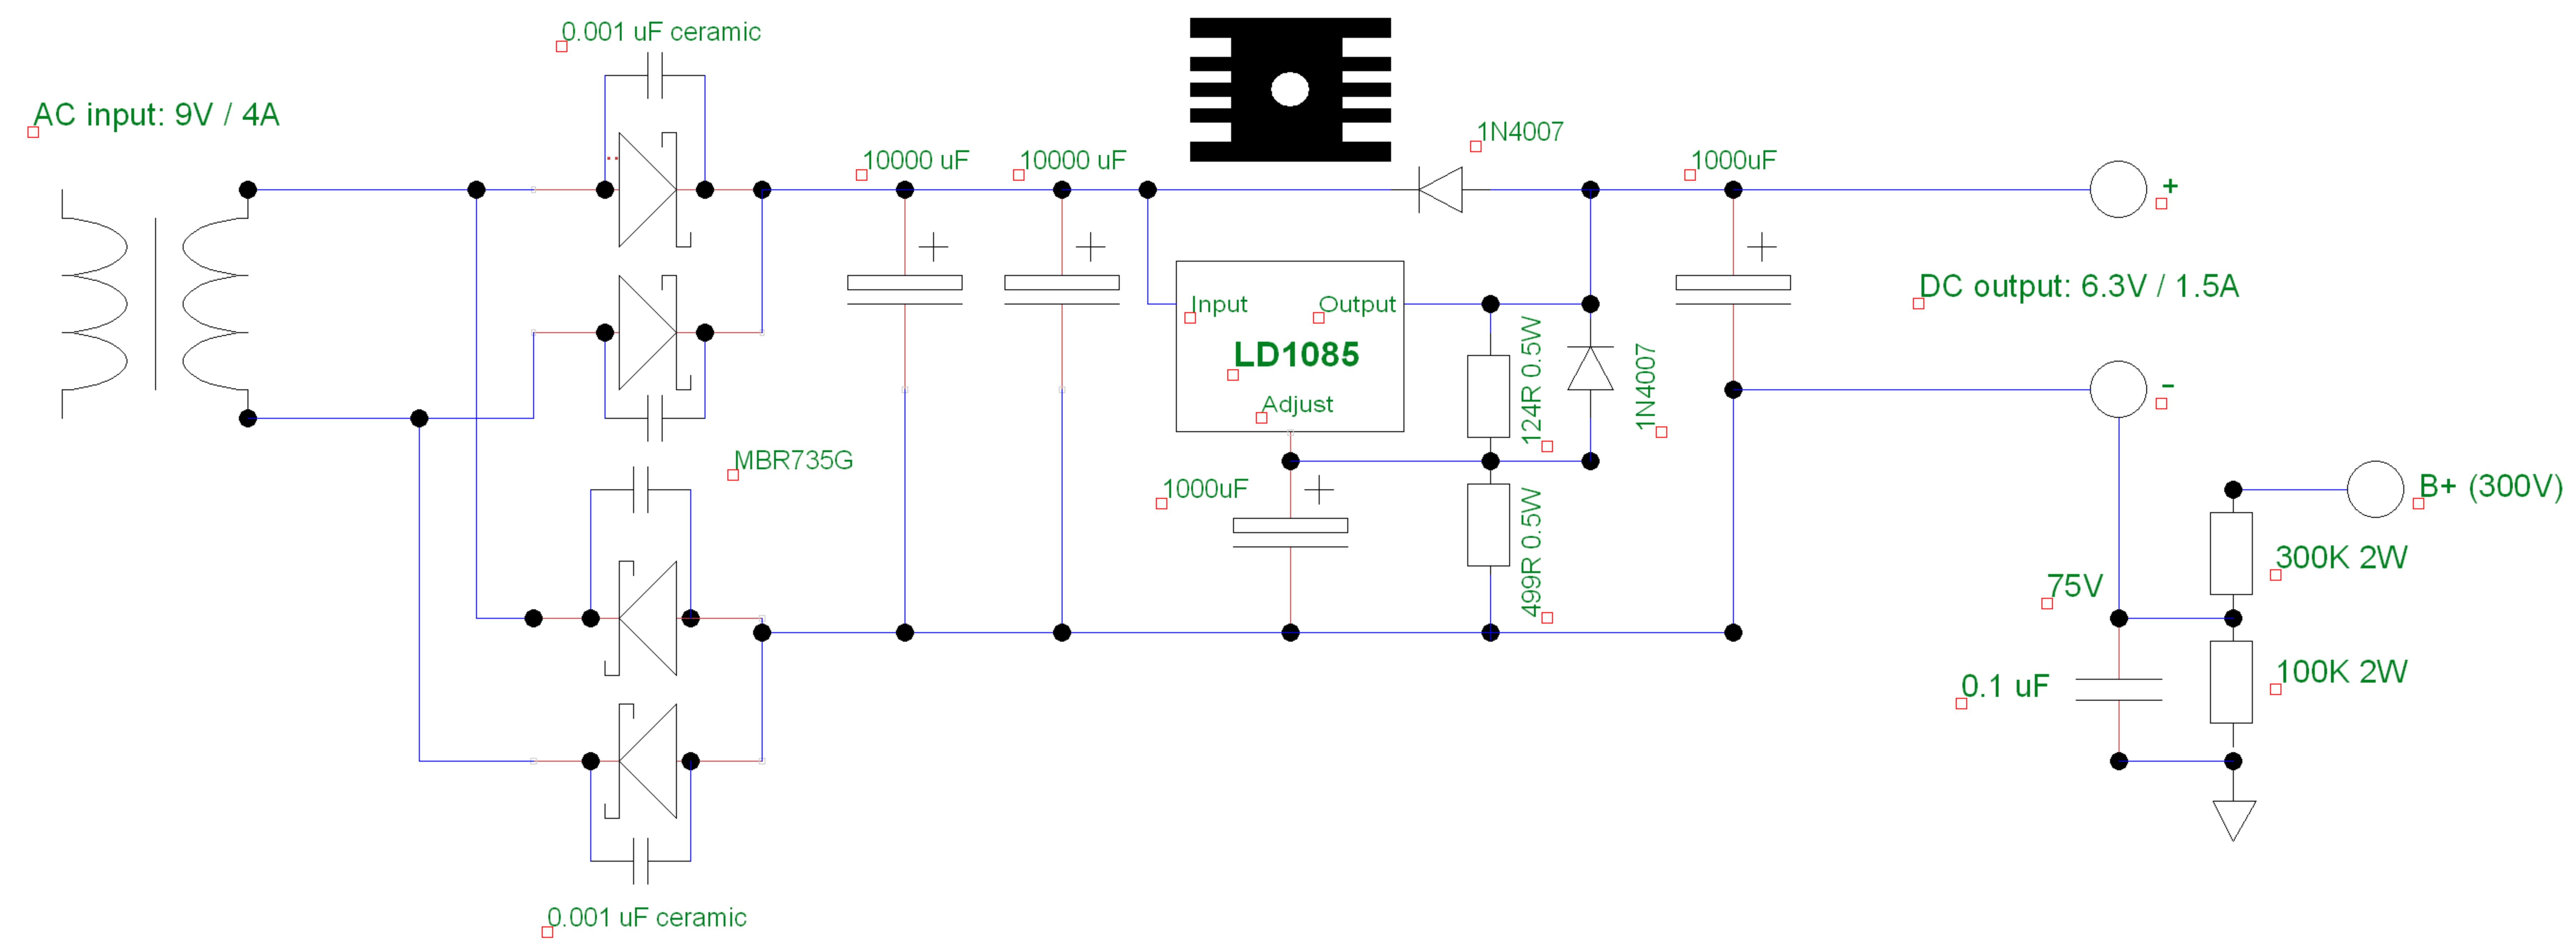 0.001 uF ceramic
AC input: 9V / 4A
1N4007
10000 uF
10000 uF
1000uF
+
Input
Output
LD1085
Adjust
124R 0.5W
1N4007
DC output: 6.3V / 1.5A
-
MBR735G
1000uF
499R 0.5W
B+ (300V)
300K 2W
75V
100K 2W
0.1 uF
0.001 uF ceramic